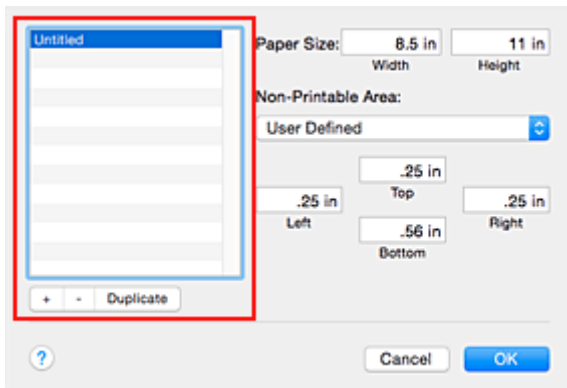 Untitled
Paper Size: 8.5 in 11 in
Width Height
Non-Printable Area:
User Defined
.25 in
Top
.25 in .25 in
Left Right
.56 in
Bottom
+ - Duplicate
? Cancel OK